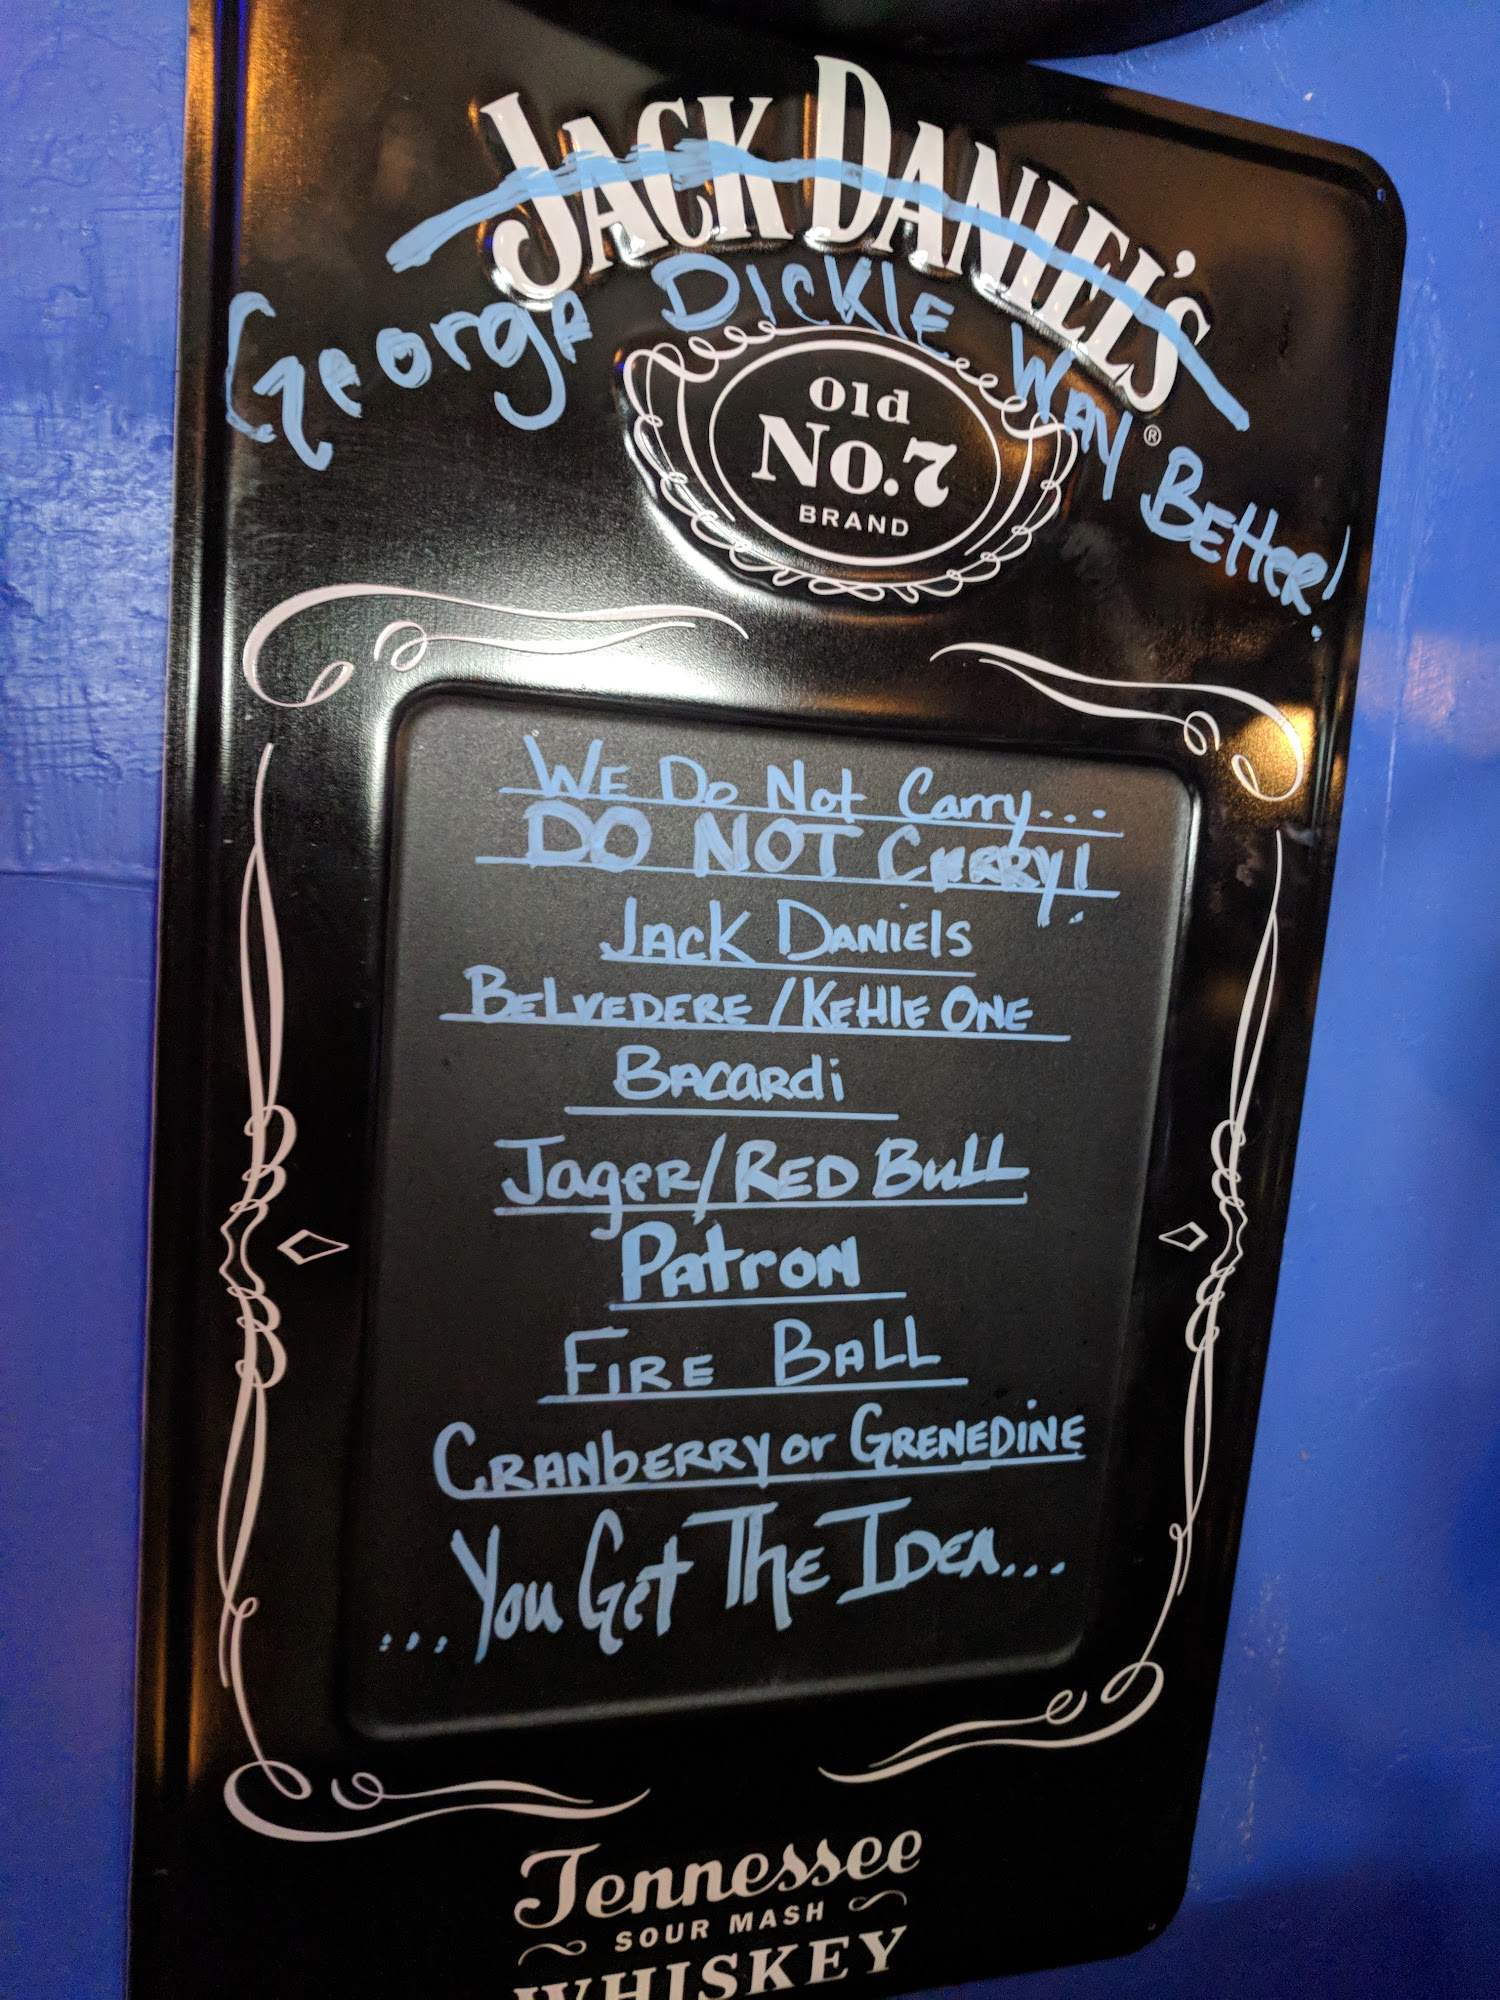 JACK DANIEL'S
George DICKlE WAY BETTER!
Old
No.7
BRAND
®
WE Do Not Carry...
DO NOT CARRY!
JACK DANIElS
BELVEDERE / KETTlE ONE
BACARdi
JageR/RED BULL
PatroN
FIRE BALL
CRANbERRY or GRENEDINE
...You Get The IDEA...
Tennessee
SOUR MASH
WHISKEY